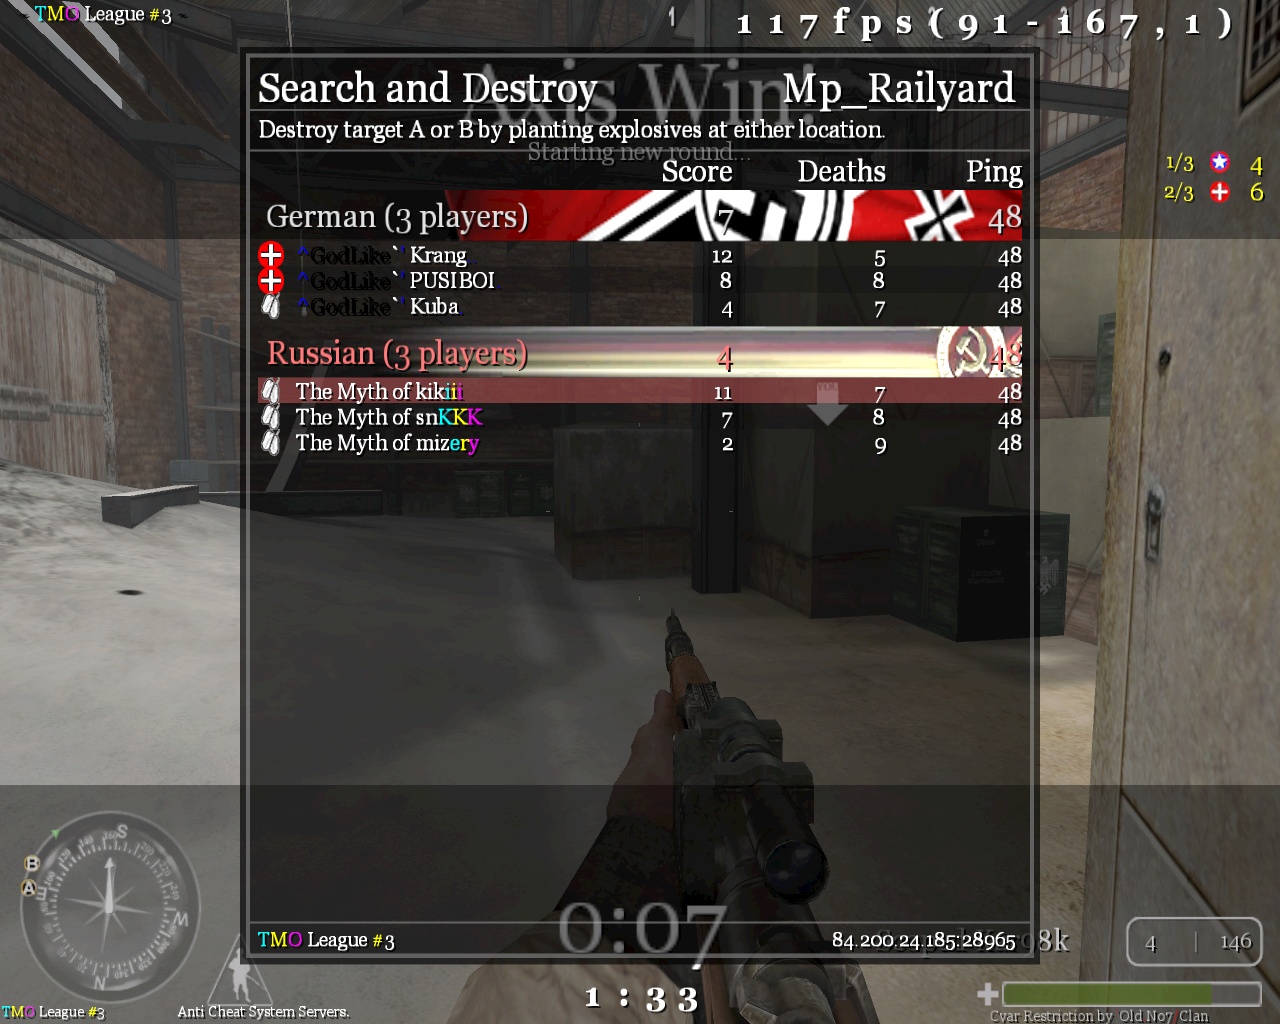 TMO League #3
117fps(91-167,1)
Axis Win!
Search and Destroy Mp_Railyard
Destroy target A or B by planting explosives at either location.
Starting new round...
1/3 4
2/3 6
Score Deaths Ping
German (3 players) 7 48
^GodLike`' Krang 12 5 48
^GodLike`' PUSIBOI 8 8 48
^GodLike`' Kuba 4 7 48
Russian (3 players) 4 48
The Myth of kikiii 11 7 48
The Myth of snKKK 7 8 48
The Myth of mizery 2 9 48
S
B
A
E
W
N
0:07
TMO League #3 84.200.24.185:28965
8k
4 | 146
1:33
TMO League #3 Anti Cheat System Servers.
Cvar Restriction by Old No7 Clan